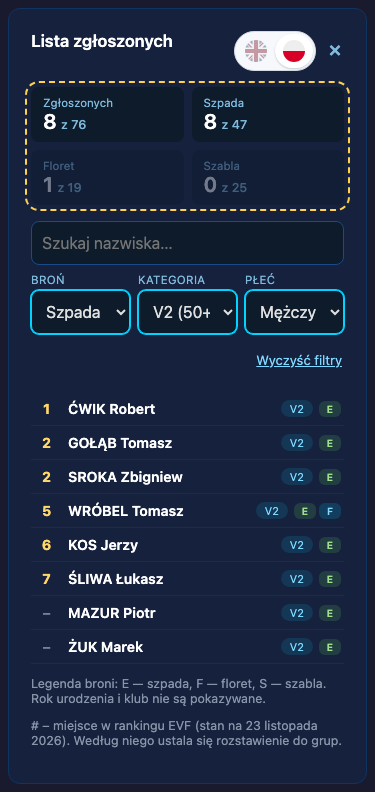 Lista zgłoszonych
×
Zgłoszonych
8 z 76
Szpada
8 z 47
Floret
1 z 19
Szabla
0 z 25
Szukaj nazwiska...
BROŃ KATEGORIA PŁEĆ
Szpada V2 (50+ Mężczy
Wyczyść filtry
1 ĆWIK Robert V2 E
2 GOŁĄB Tomasz V2 E
2 SROKA Zbigniew V2 E
5 WRÓBEL Tomasz V2 E F
6 KOS Jerzy V2 E
7 ŚLIWA Łukasz V2 E
– MAZUR Piotr V2 E
– ŻUK Marek V2 E
Legenda broni: E — szpada, F — floret, S — szabla.
Rok urodzenia i klub nie są pokazywane.
# – miejsce w rankingu EVF (stan na 23 listopada
2026). Według niego ustala się rozstawienie do grup.